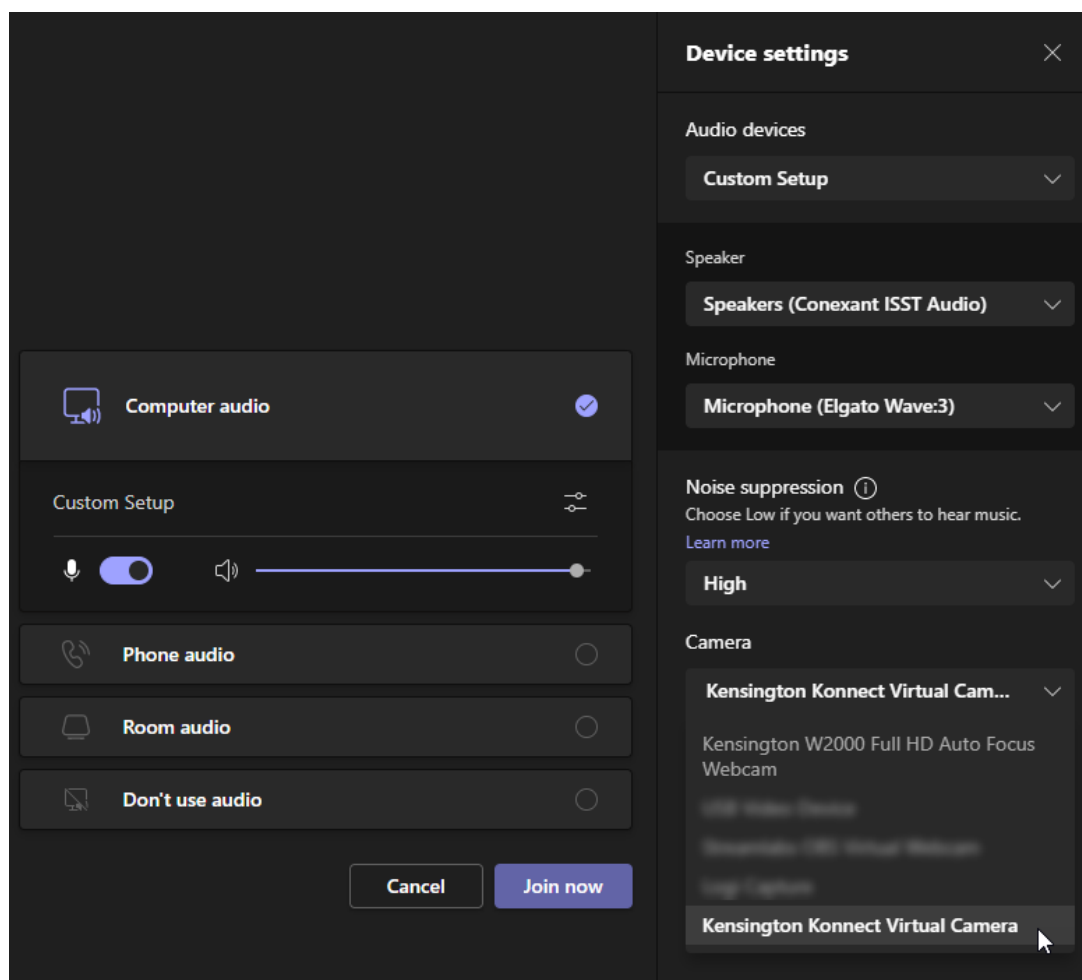 Device settings
Audio devices
Custom Setup
Speaker
Speakers (Conexant ISST Audio)
Microphone
Microphone (Elgato Wave:3)
Noise suppression
Choose Low if you want others to hear music.
Learn more
High
Camera
Kensington Konnect Virtual Cam...
Kensington W2000 Full HD Auto Focus
Webcam
Kensington Konnect Virtual Camera
Computer audio
Custom Setup
Phone audio
Room audio
Don't use audio
Cancel
Join now